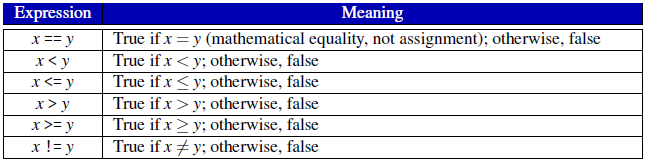 Expression Meaning
x == y True if x = y (mathematical equality, not assignment); otherwise, false
x < y True if x < y; otherwise, false
x <= y True if x ≤ y; otherwise, false
x > y True if x > y; otherwise, false
x >= y True if x ≥ y; otherwise, false
x != y True if x ≠ y; otherwise, false